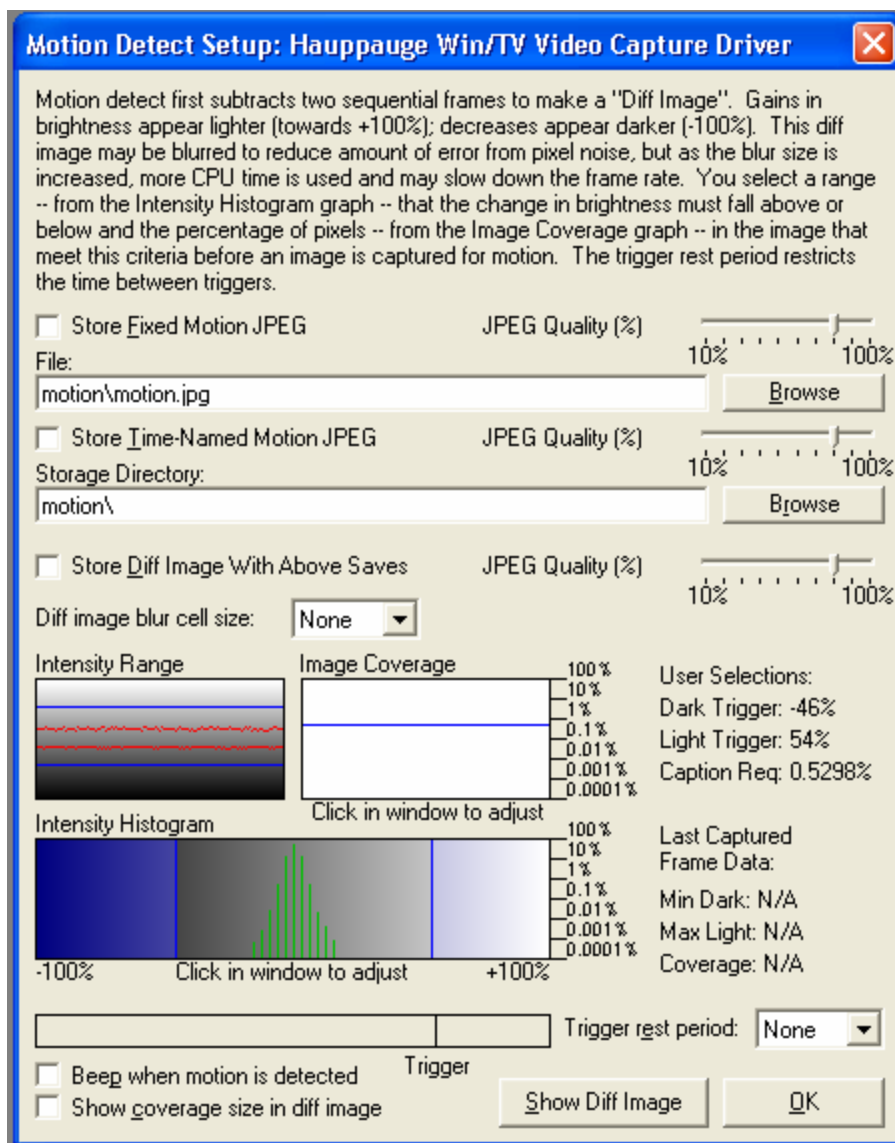 Motion Detect Setup: Hauppauge Win/TV Video Capture Driver
Motion detect first subtracts two sequential frames to make a "Diff Image". Gains in
brightness appear lighter (towards +100%); decreases appear darker (-100%). This diff
image may be blurred to reduce amount of error from pixel noise, but as the blur size is
increased, more CPU time is used and may slow down the frame rate. You select a range
-- from the Intensity Histogram graph -- that the change in brightness must fall above or
below and the percentage of pixels -- from the Image Coverage graph -- in the image that
meet this criteria before an image is captured for motion. The trigger rest period restricts
the time between triggers.
Store Fixed Motion JPEG JPEG Quality (%)
10% 100%
File:
motion\motion.jpg Browse
Store Time-Named Motion JPEG JPEG Quality (%)
10% 100%
Storage Directory:
motion\ Browse
Store Diff Image With Above Saves JPEG Quality (%)
10% 100%
Diff image blur cell size: None
Intensity Range Image Coverage
100%
10%
1%
0.1%
0.01%
0.001%
0.0001%
User Selections:
Dark Trigger: -46%
Light Trigger: 54%
Caption Req: 0.5298%
Click in window to adjust
Intensity Histogram
100%
10%
1%
0.1%
0.01%
0.001%
0.0001%
Last Captured
Frame Data:
Min Dark: N/A
Max Light: N/A
Coverage: N/A
-100% Click in window to adjust +100%
Trigger rest period: None
Trigger
Beep when motion is detected
Show coverage size in diff image
Show Diff Image OK